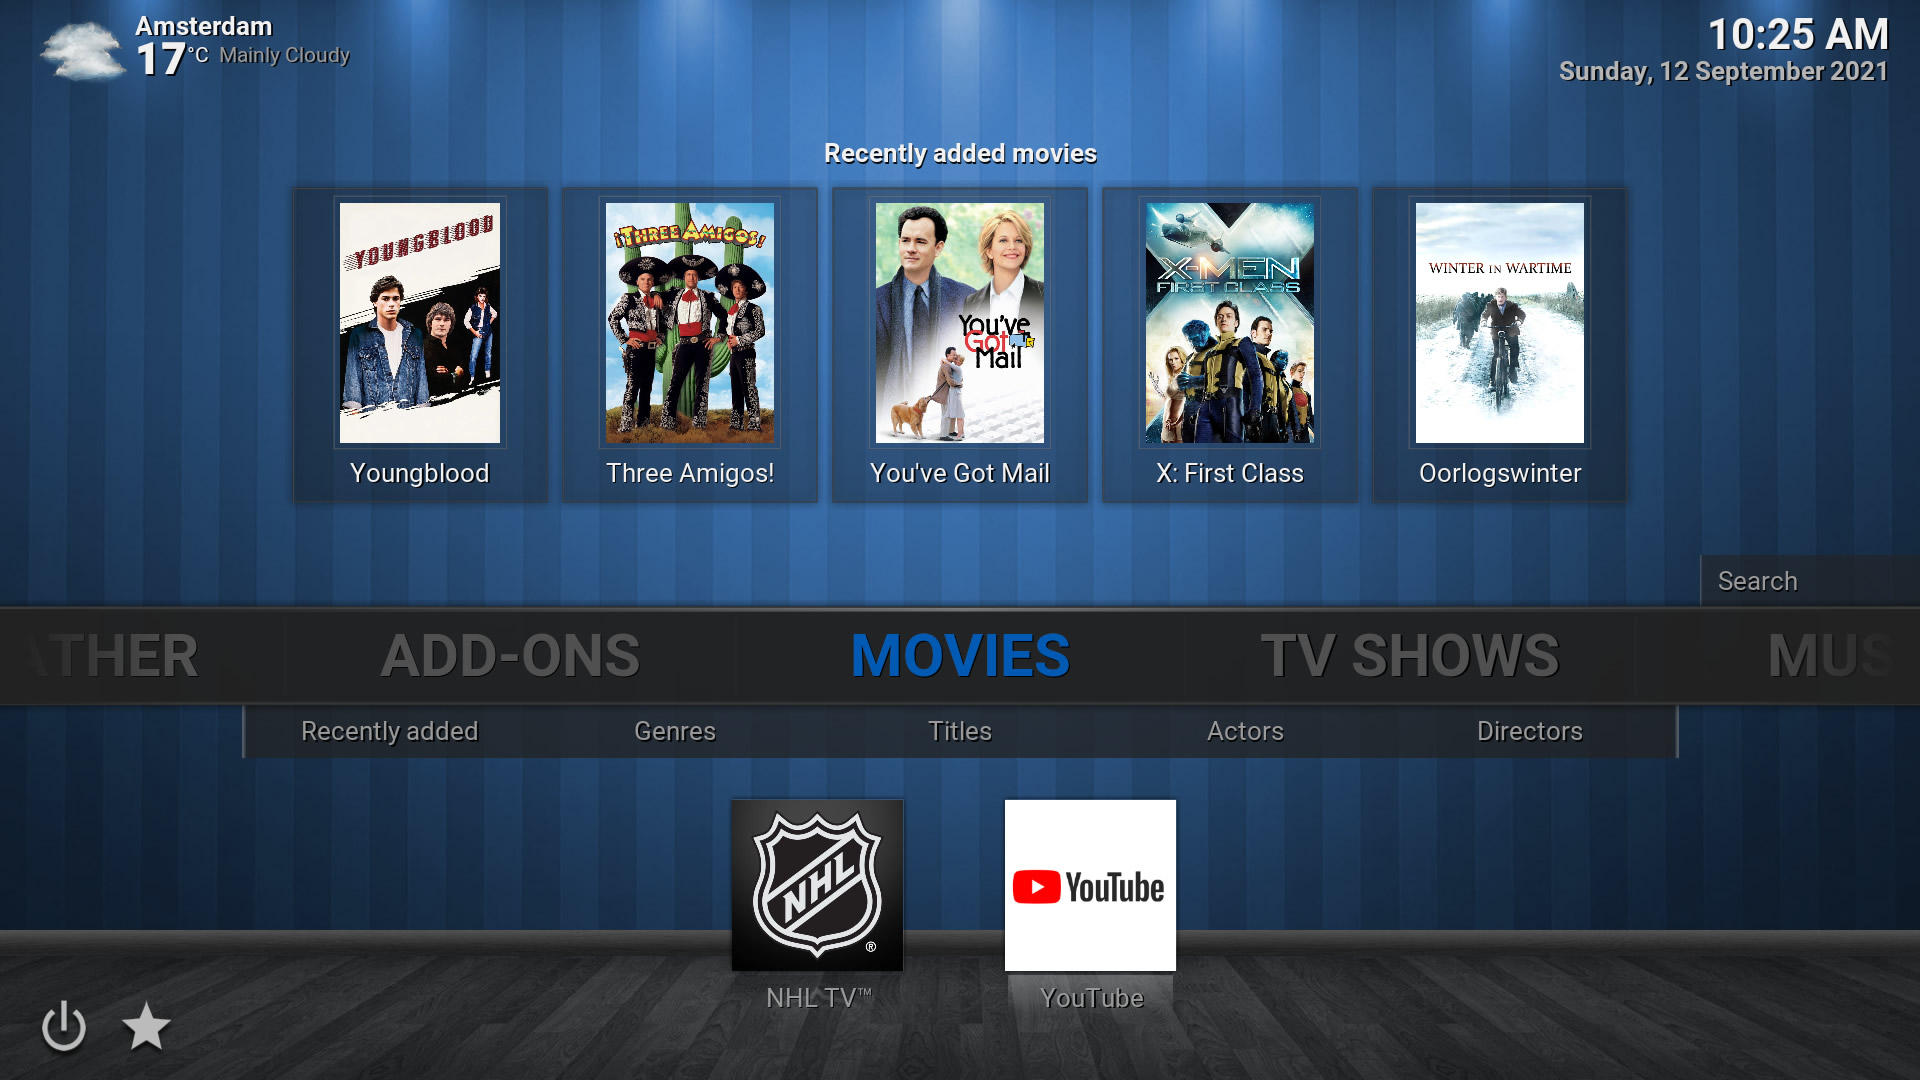 Amsterdam
17°C Mainly Cloudy
10:25 AM
Sunday, 12 September 2021
Recently added movies
YOUNGBLOOD
¡THREE AMIGOS!
You've
Got
Mail
X-MEN
FIRST CLASS
WINTER IN WARTIME
Youngblood
Three Amigos!
You've Got Mail
X: First Class
Oorlogswinter
Search
ATHER
ADD-ONS
MOVIES
TV SHOWS
MUS
Recently added
Genres
Titles
Actors
Directors
NHL
®
YouTube
NHL TV™
YouTube